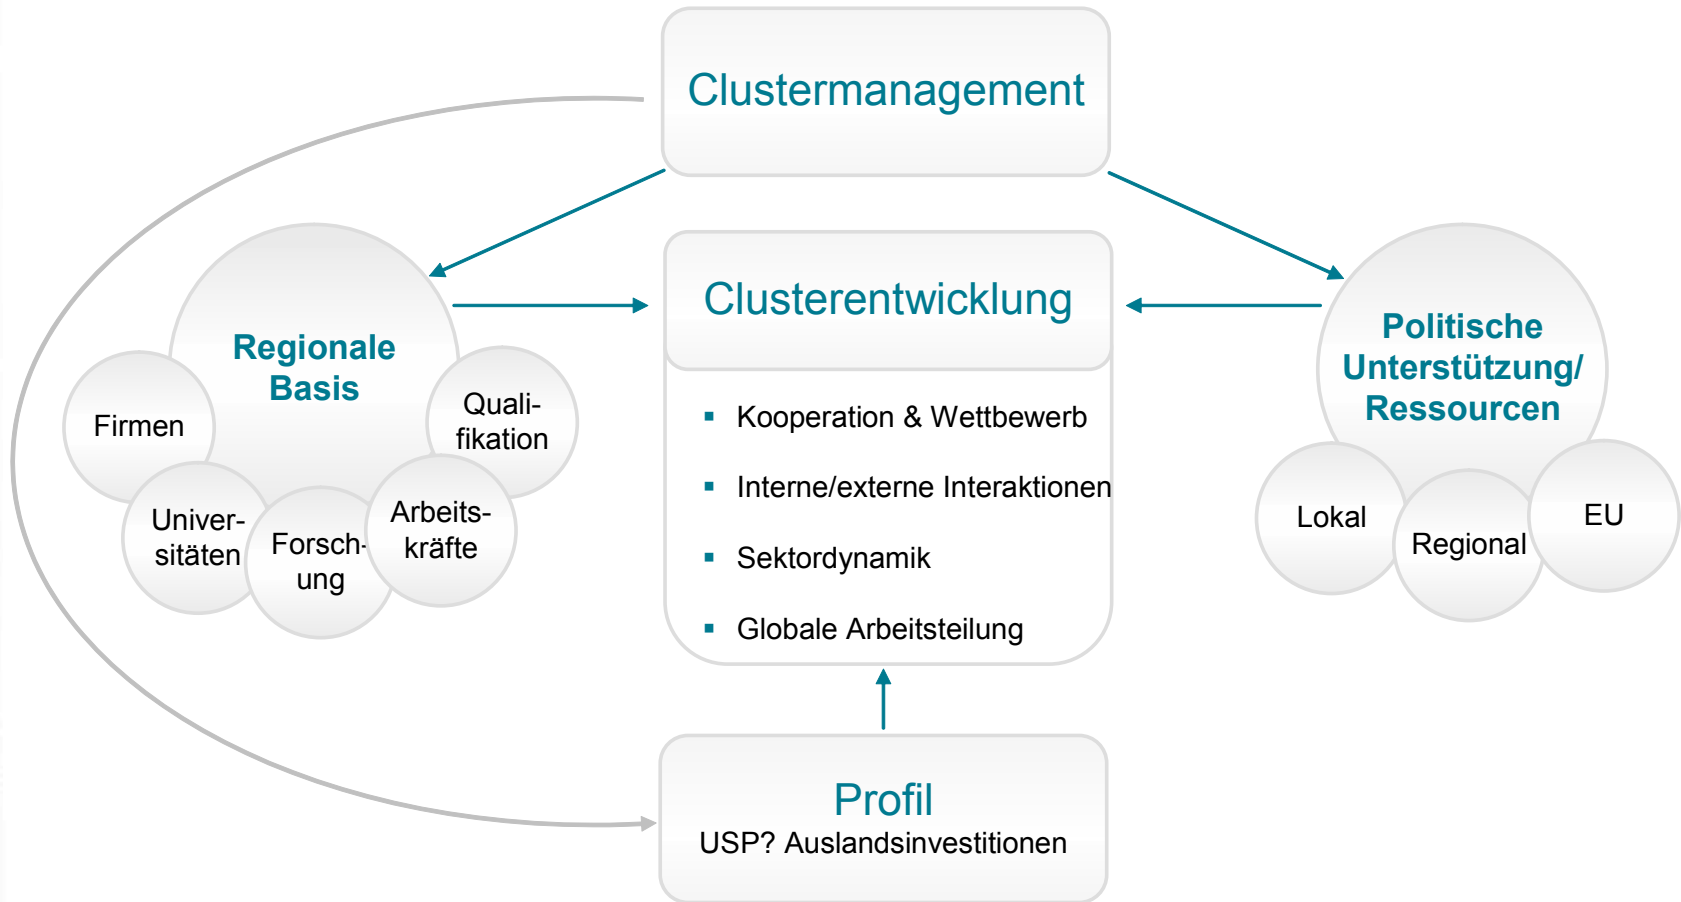 Clustermanagement
Clusterentwicklung
Regionale
Basis
Politische
Unterstützung/
Ressourcen
Firmen
Univer-
sitäten
Forsch-
ung
Arbeits-
kräfte
Quali-
fikation
▪ Kooperation & Wettbewerb
▪ Interne/externe Interaktionen
▪ Sektordynamik
▪ Globale Arbeitsteilung
Lokal
Regional
EU
Profil
USP? Auslandsinvestitionen